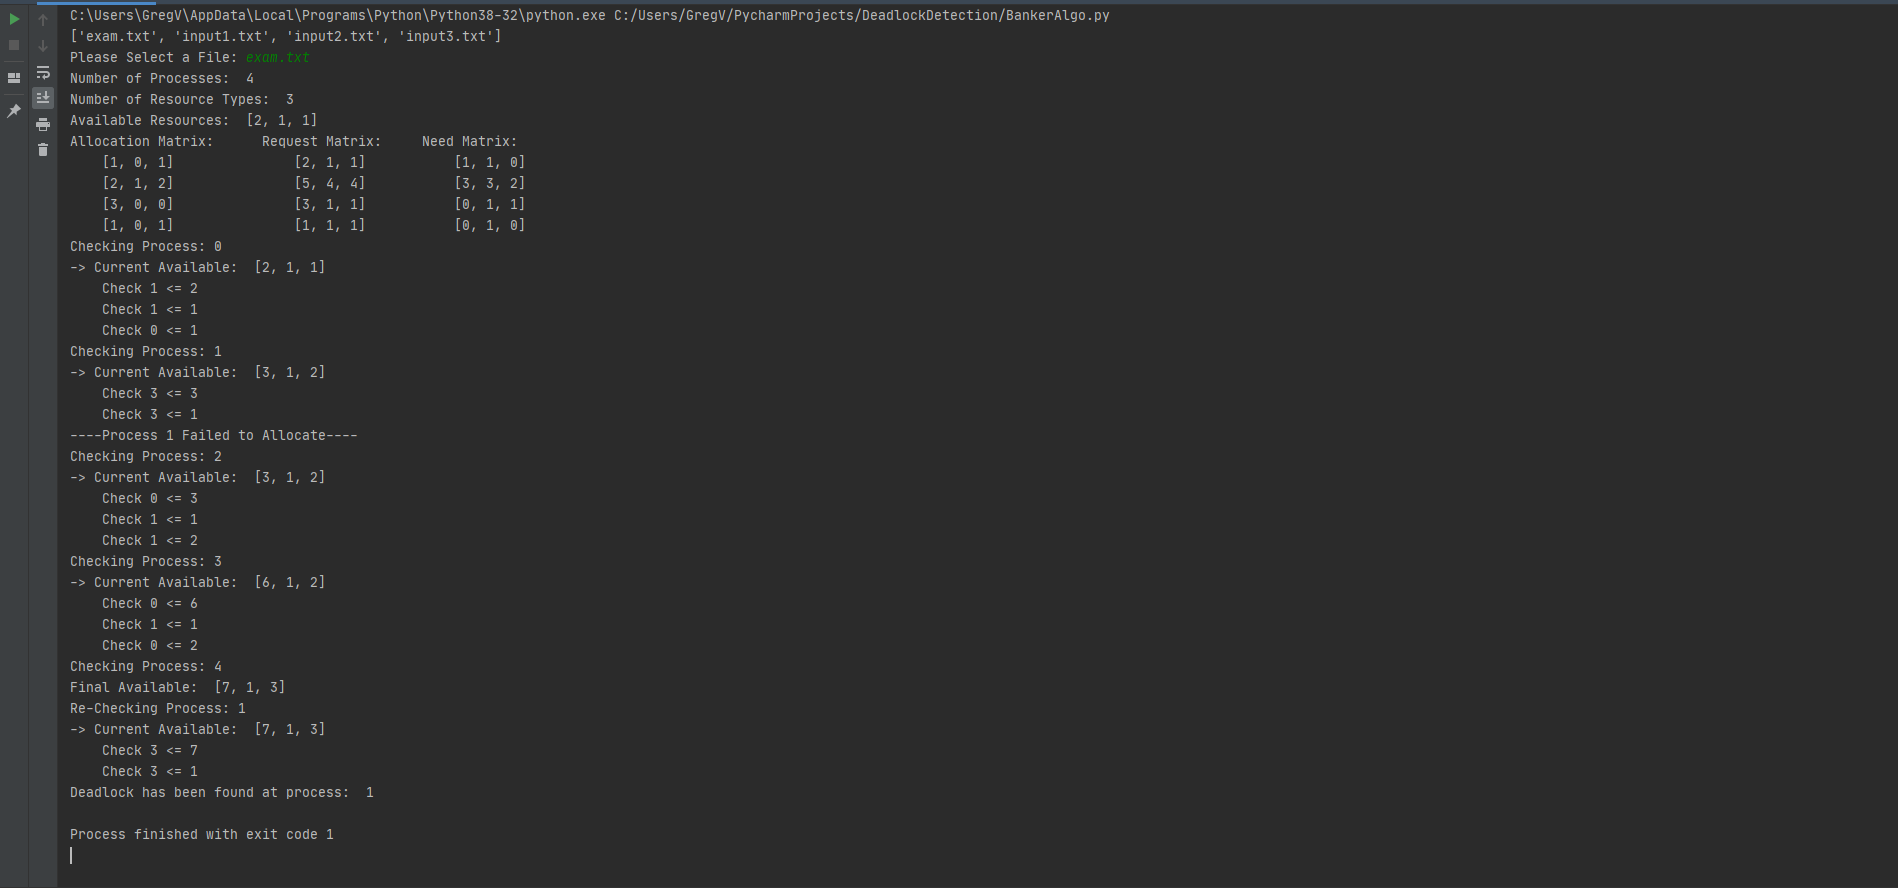 C:\Users\GregV\AppData\Local\Programs\Python\Python38-32\python.exe C:/Users/GregV/PycharmProjects/DeadlockDetection/BankerAlgo.py
['exam.txt', 'input1.txt', 'input2.txt', 'input3.txt']
Please Select a File: exam.txt
Number of Processes:  4
Number of Resource Types:  3
Available Resources:  [2, 1, 1]
Allocation Matrix:      Request Matrix:     Need Matrix:
    [1, 0, 1]               [2, 1, 1]           [1, 1, 0]
    [2, 1, 2]               [5, 4, 4]           [3, 3, 2]
    [3, 0, 0]               [3, 1, 1]           [0, 1, 1]
    [1, 0, 1]               [1, 1, 1]           [0, 1, 0]
Checking Process: 0
-> Current Available:  [2, 1, 1]
    Check 1 <= 2
    Check 1 <= 1
    Check 0 <= 1
Checking Process: 1
-> Current Available:  [3, 1, 2]
    Check 3 <= 3
    Check 3 <= 1
----Process 1 Failed to Allocate----
Checking Process: 2
-> Current Available:  [3, 1, 2]
    Check 0 <= 3
    Check 1 <= 1
    Check 1 <= 2
Checking Process: 3
-> Current Available:  [6, 1, 2]
    Check 0 <= 6
    Check 1 <= 1
    Check 0 <= 2
Checking Process: 4
Final Available:  [7, 1, 3]
Re-Checking Process: 1
-> Current Available:  [7, 1, 3]
    Check 3 <= 7
    Check 3 <= 1
Deadlock has been found at process:  1
Process finished with exit code 1